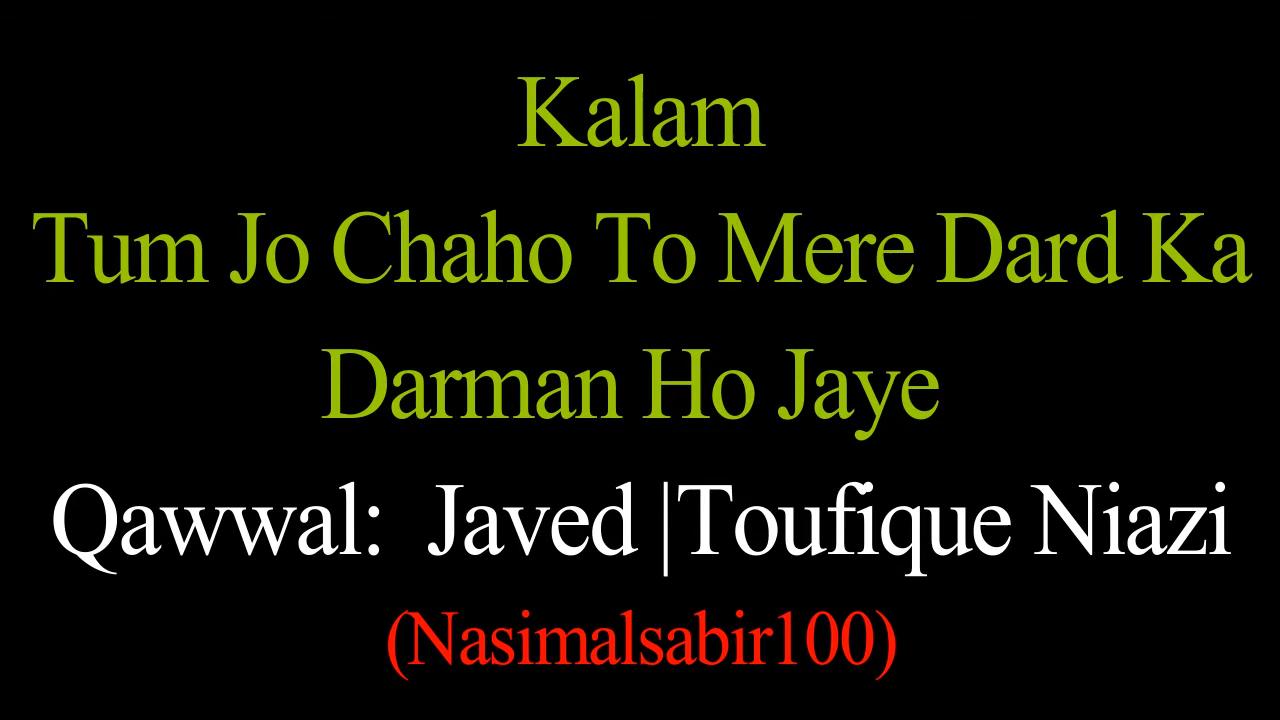 Kalam
Tum Jo Chaho To Mere Dard Ka
Darman Ho Jaye
Qawwal: Javed |Toufique Niazi
(Nasimalsabir100)